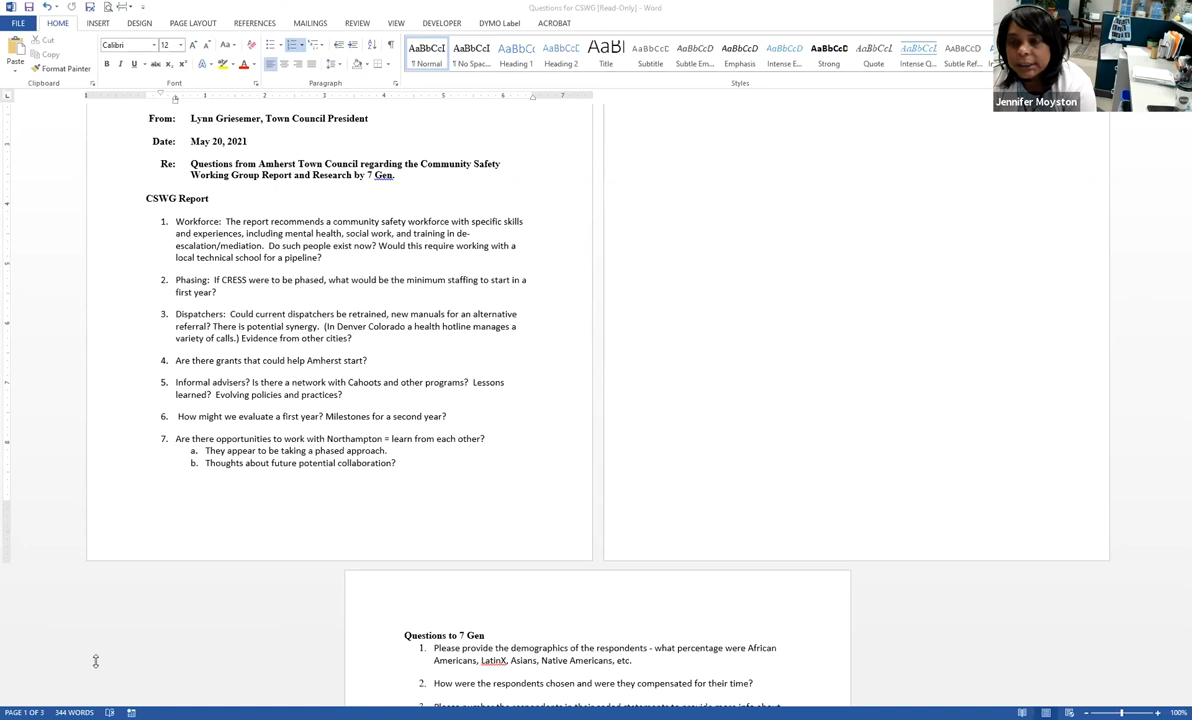 Questions for CSWG [Read-Only] - Word
FILE HOME INSERT DESIGN PAGE LAYOUT REFERENCES MAILINGS REVIEW VIEW DEVELOPER DYMO Label ACROBAT
Paste
Cut
Copy
Format Painter
Calibri 12
AaBbCcI AaBbCcI AaBbCc AaBbCcC AaBl AaBbCcC AaBbCcD AaBbCcD AaBbCcD AaBbCcD AaBbCcD AaBbCcI AaBbCcD
¶ Normal ¶ No Spac... Heading 1 Heading 2 Title Subtitle Subtle Em... Emphasis Intense E... Strong Quote Intense Q... Subtle Ref...
Clipboard Font Paragraph Styles
Jennifer Moyston
From: Lynn Griesemer, Town Council President
Date: May 20, 2021
Re: Questions from Amherst Town Council regarding the Community Safety
Working Group Report and Research by 7 Gen.
CSWG Report
1. Workforce: The report recommends a community safety workforce with specific skills
and experiences, including mental health, social work, and training in de-
escalation/mediation. Do such people exist now? Would this require working with a
local technical school for a pipeline?
2. Phasing: If CRESS were to be phased, what would be the minimum staffing to start in a
first year?
3. Dispatchers: Could current dispatchers be retrained, new manuals for an alternative
referral? There is potential synergy. (In Denver Colorado a health hotline manages a
variety of calls.) Evidence from other cities?
4. Are there grants that could help Amherst start?
5. Informal advisers? Is there a network with Cahoots and other programs? Lessons
learned? Evolving policies and practices?
6. How might we evaluate a first year? Milestones for a second year?
7. Are there opportunities to work with Northampton = learn from each other?
a. They appear to be taking a phased approach.
b. Thoughts about future potential collaboration?
Questions to 7 Gen
1. Please provide the demographics of the respondents - what percentage were African
Americans, LatinX, Asians, Native Americans, etc.
2. How were the respondents chosen and were they compensated for their time?
PAGE 1 OF 3 344 WORDS 100%